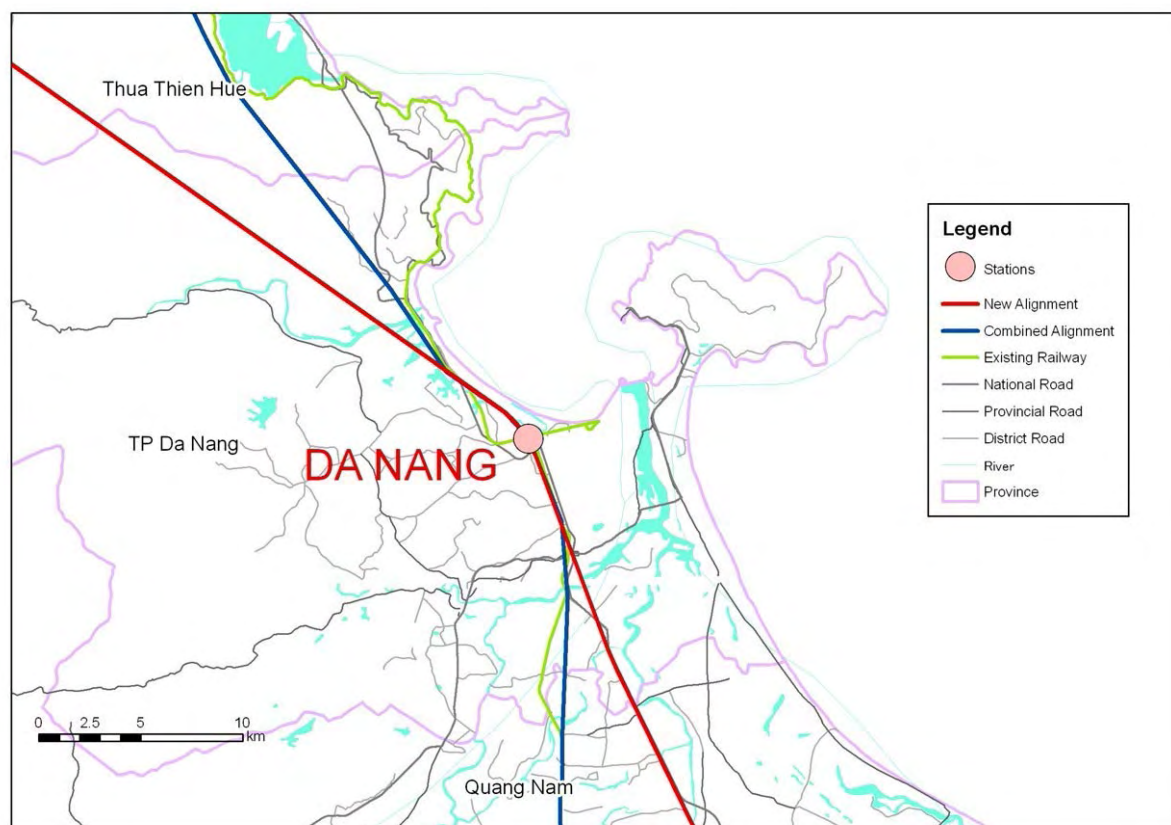 Thua Thien Hue
TP Da Nang
DA NANG
Quang Nam
0 2.5 5 10
km
Legend
Stations
New Alignment
Combined Alignment
Existing Railway
National Road
Provincial Road
District Road
River
Province